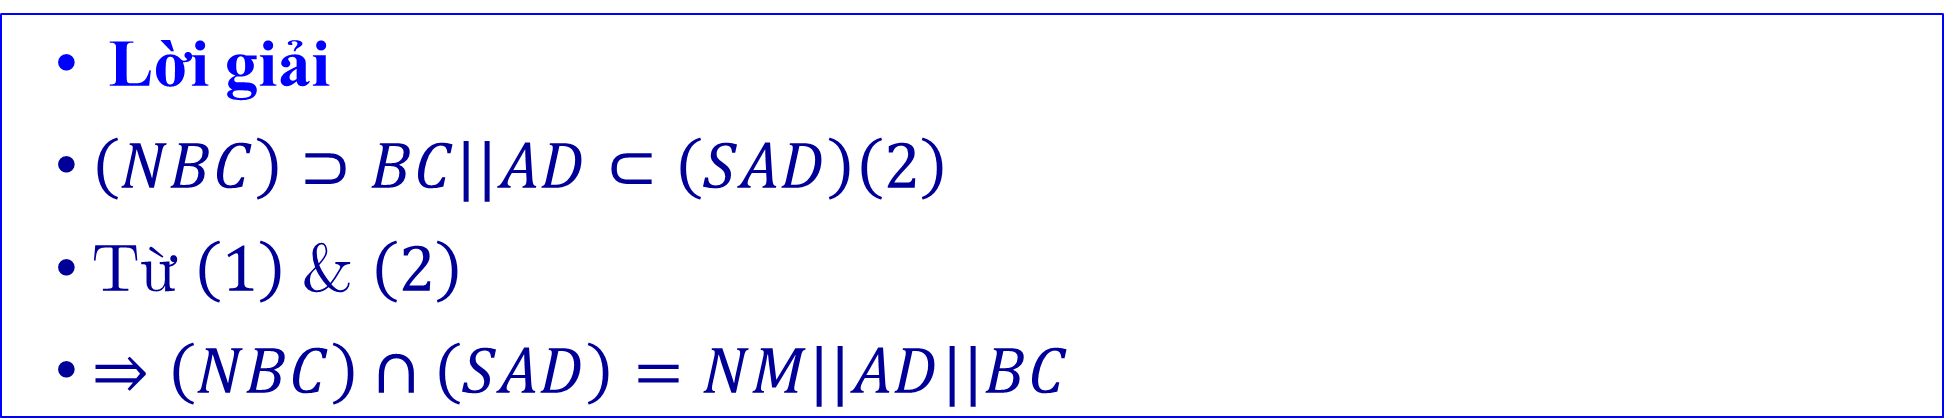 • Lời giải
• (NBC) ⊃ BC||AD ⊂ (SAD)(2)
• Từ (1) & (2)
• ⇒ (NBC) ∩ (SAD) = NM||AD||BC